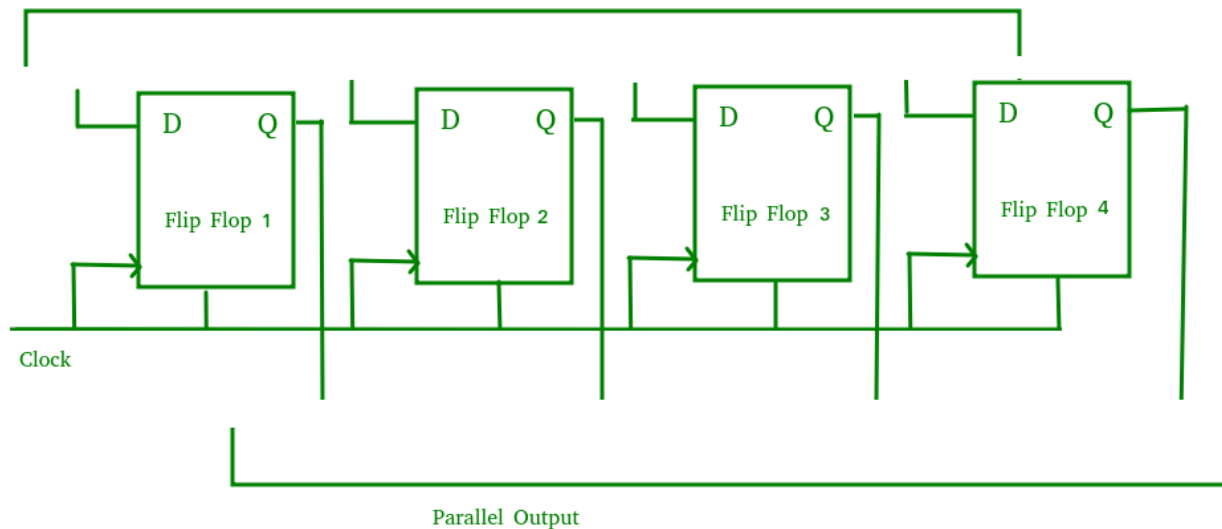 D Q D Q D Q D Q
Flip Flop 1 Flip Flop 2 Flip Flop 3 Flip Flop 4
Clock
Parallel Output